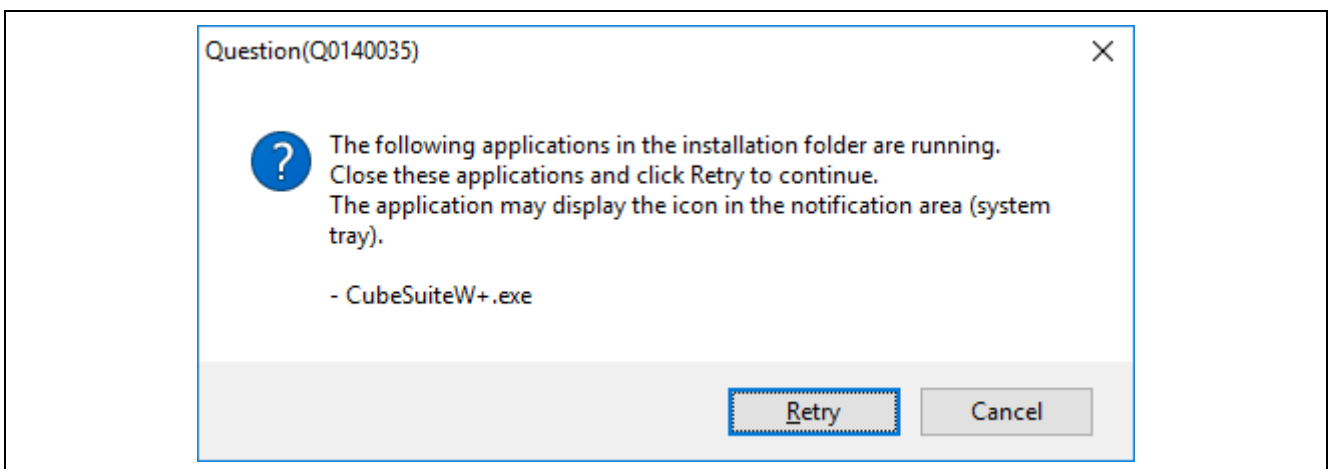 Question(Q0140035)
The following applications in the installation folder are running.
Close these applications and click Retry to continue.
The application may display the icon in the notification area (system
tray).
- CubeSuiteW+.exe
Retry
Cancel